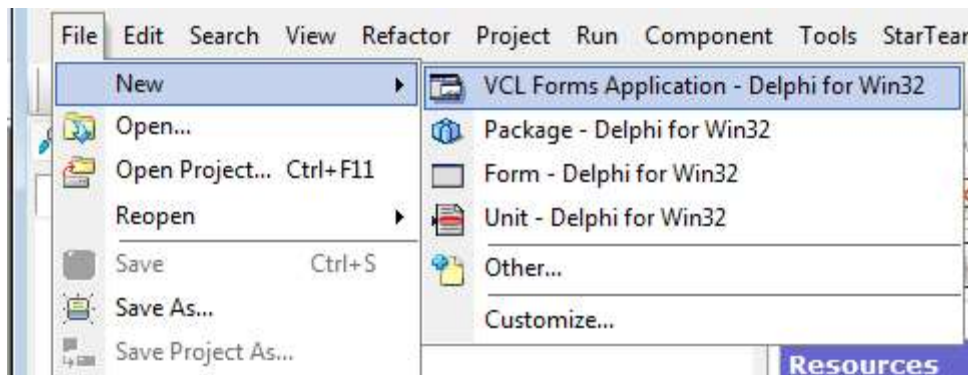 File Edit Search View Refactor Project Run Component Tools StarTear
New
Open...
Open Project... Ctrl+F11
Reopen
Save Ctrl+S
Save As...
Save Project As...
VCL Forms Application - Delphi for Win32
Package - Delphi for Win32
Form - Delphi for Win32
Unit - Delphi for Win32
Other...
Customize...
Resources